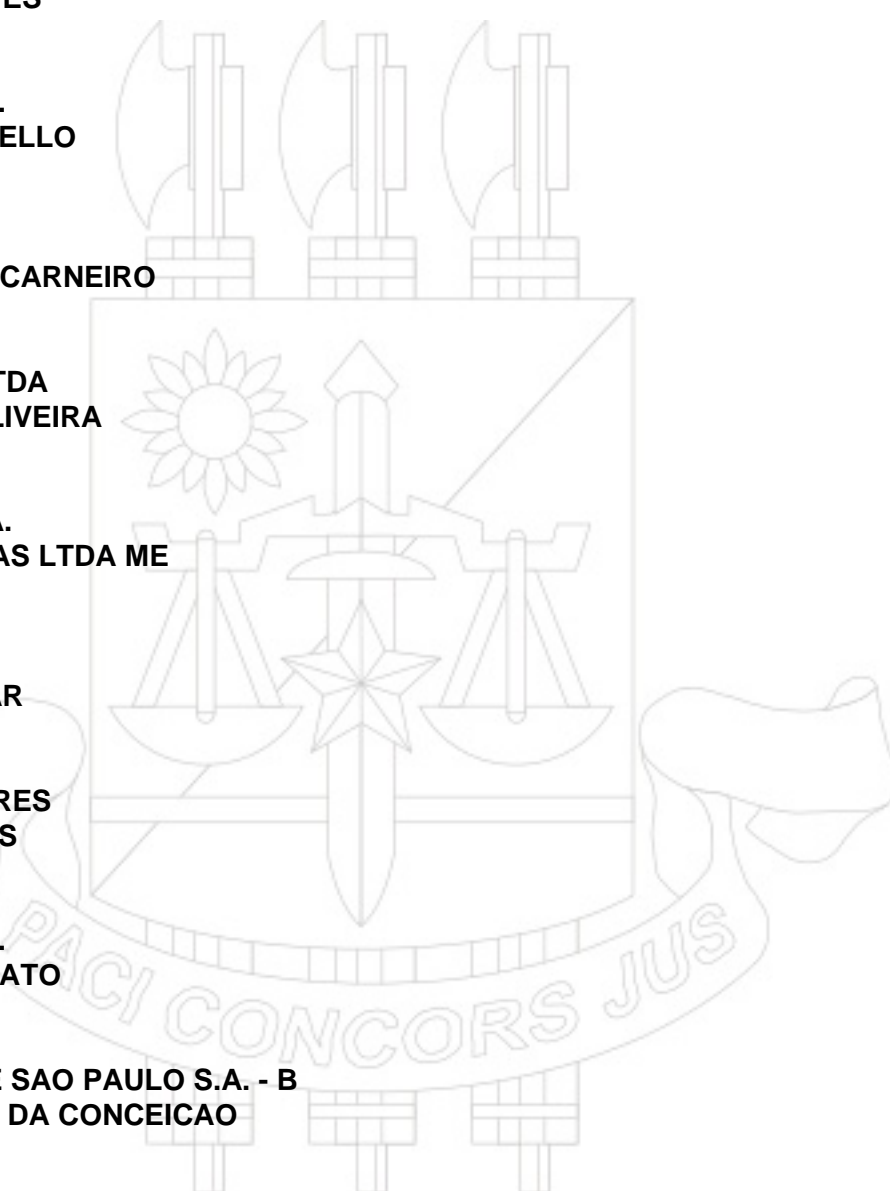 ES
.
ELLO
CARNEIRO
TDA
LIVEIRA
A.
AS LTDA ME
AR
RES
S
.
ATO
E SAO PAULO S.A. - B
DA CONCEICAO
PACI CONCORS JUS